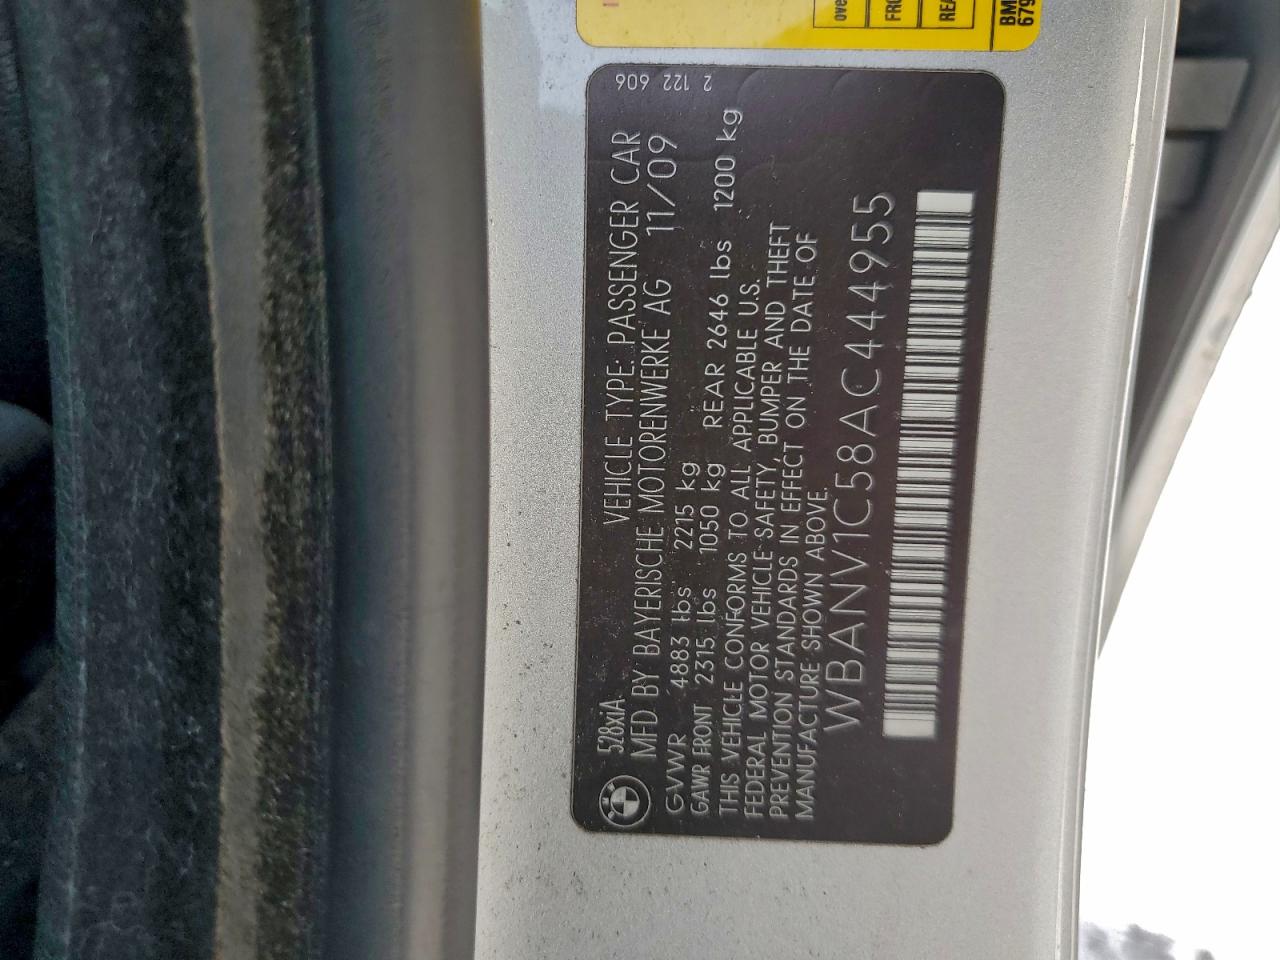 528xiA
VEHICLE TYPE: PASSENGER CAR
MFD BY BAYERISCHE MOTORENWERKE AG 11/09
GVWR 4883 lbs 2215 kg
GAWR FRONT 2315 lbs 1050 kg REAR 2646 lbs 1200 kg
THIS VEHICLE CONFORMS TO ALL APPLICABLE U.S.
FEDERAL MOTOR VEHICLE SAFETY, BUMPER AND THEFT
PREVENTION STANDARDS IN EFFECT ON THE DATE OF
MANUFACTURE SHOWN ABOVE.
WBANV1C58AC444955
2 122 606